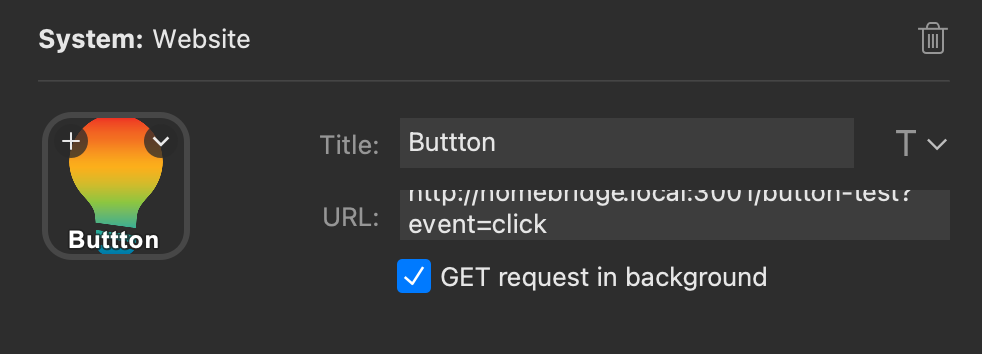 System: Website
Buttton
Title: Buttton
T
URL: http://homebridge.local:3001/button-test?
event=click
GET request in background